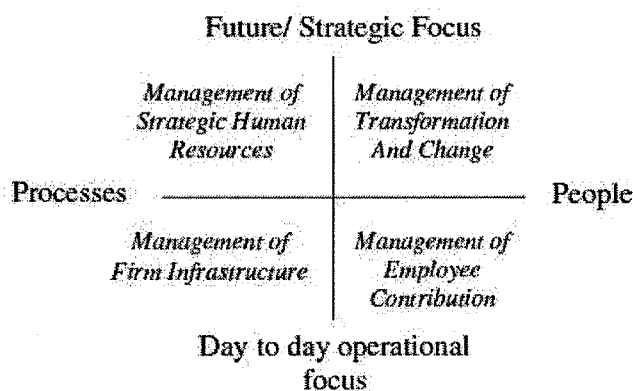 Future/ Strategic Focus
Management of
Strategic Human
Resources
Management of
Transformation
And Change
Processes
People
Management of
Firm Infrastructure
Management of
Employee
Contribution
Day to day operational
focus